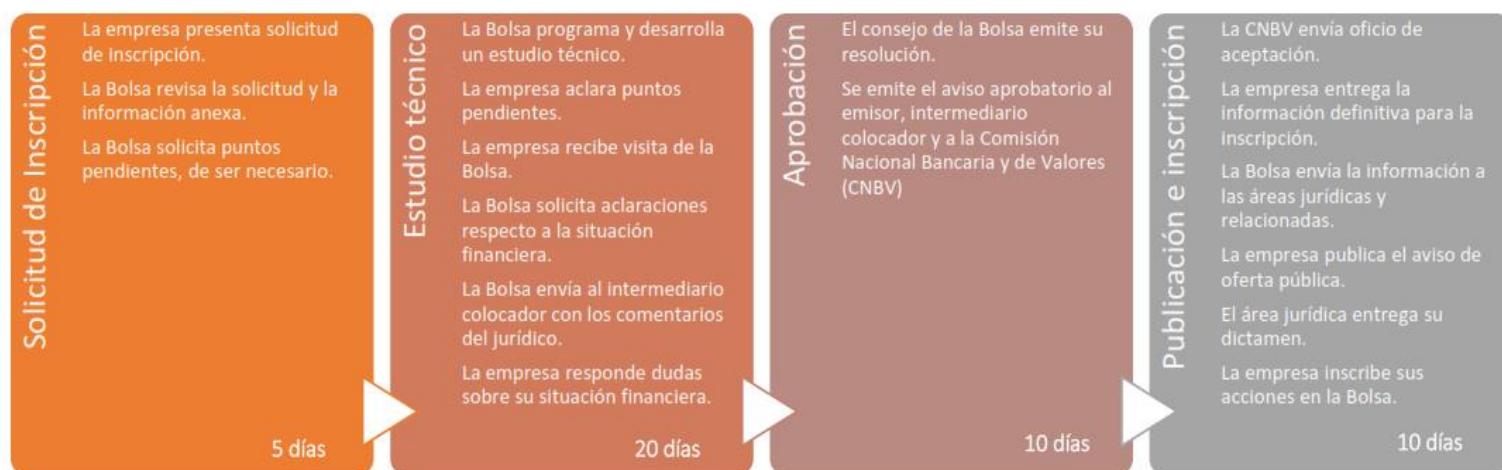 Solicitud de Inscripción
La empresa presenta solicitud
de inscripción.
La Bolsa revisa la solicitud y la
información anexa.
La Bolsa solicita puntos
pendientes, de ser necesario.
5 días
Estudio técnico
La Bolsa programa y desarrolla
un estudio técnico.
La empresa aclara puntos
pendientes.
La empresa recibe visita de la
Bolsa.
La Bolsa solicita aclaraciones
respecto a la situación
financiera.
La Bolsa envía al intermediario
colocador con los comentarios
del jurídico.
La empresa responde dudas
sobre su situación financiera.
20 días
Aprobación
El consejo de la Bolsa emite su
resolución.
Se emite el aviso aprobatorio al
emisor, intermediario
colocador y a la Comisión
Nacional Bancaria y de Valores
(CNBV)
10 días
Publicación e inscripción
La CNBV envía oficio de
aceptación.
La empresa entrega la
información definitiva para la
inscripción.
La Bolsa envía la información a
las áreas jurídicas y
relacionadas.
La empresa publica el aviso de
oferta pública.
El área jurídica entrega su
dictamen.
La empresa inscribe sus
acciones en la Bolsa.
10 días